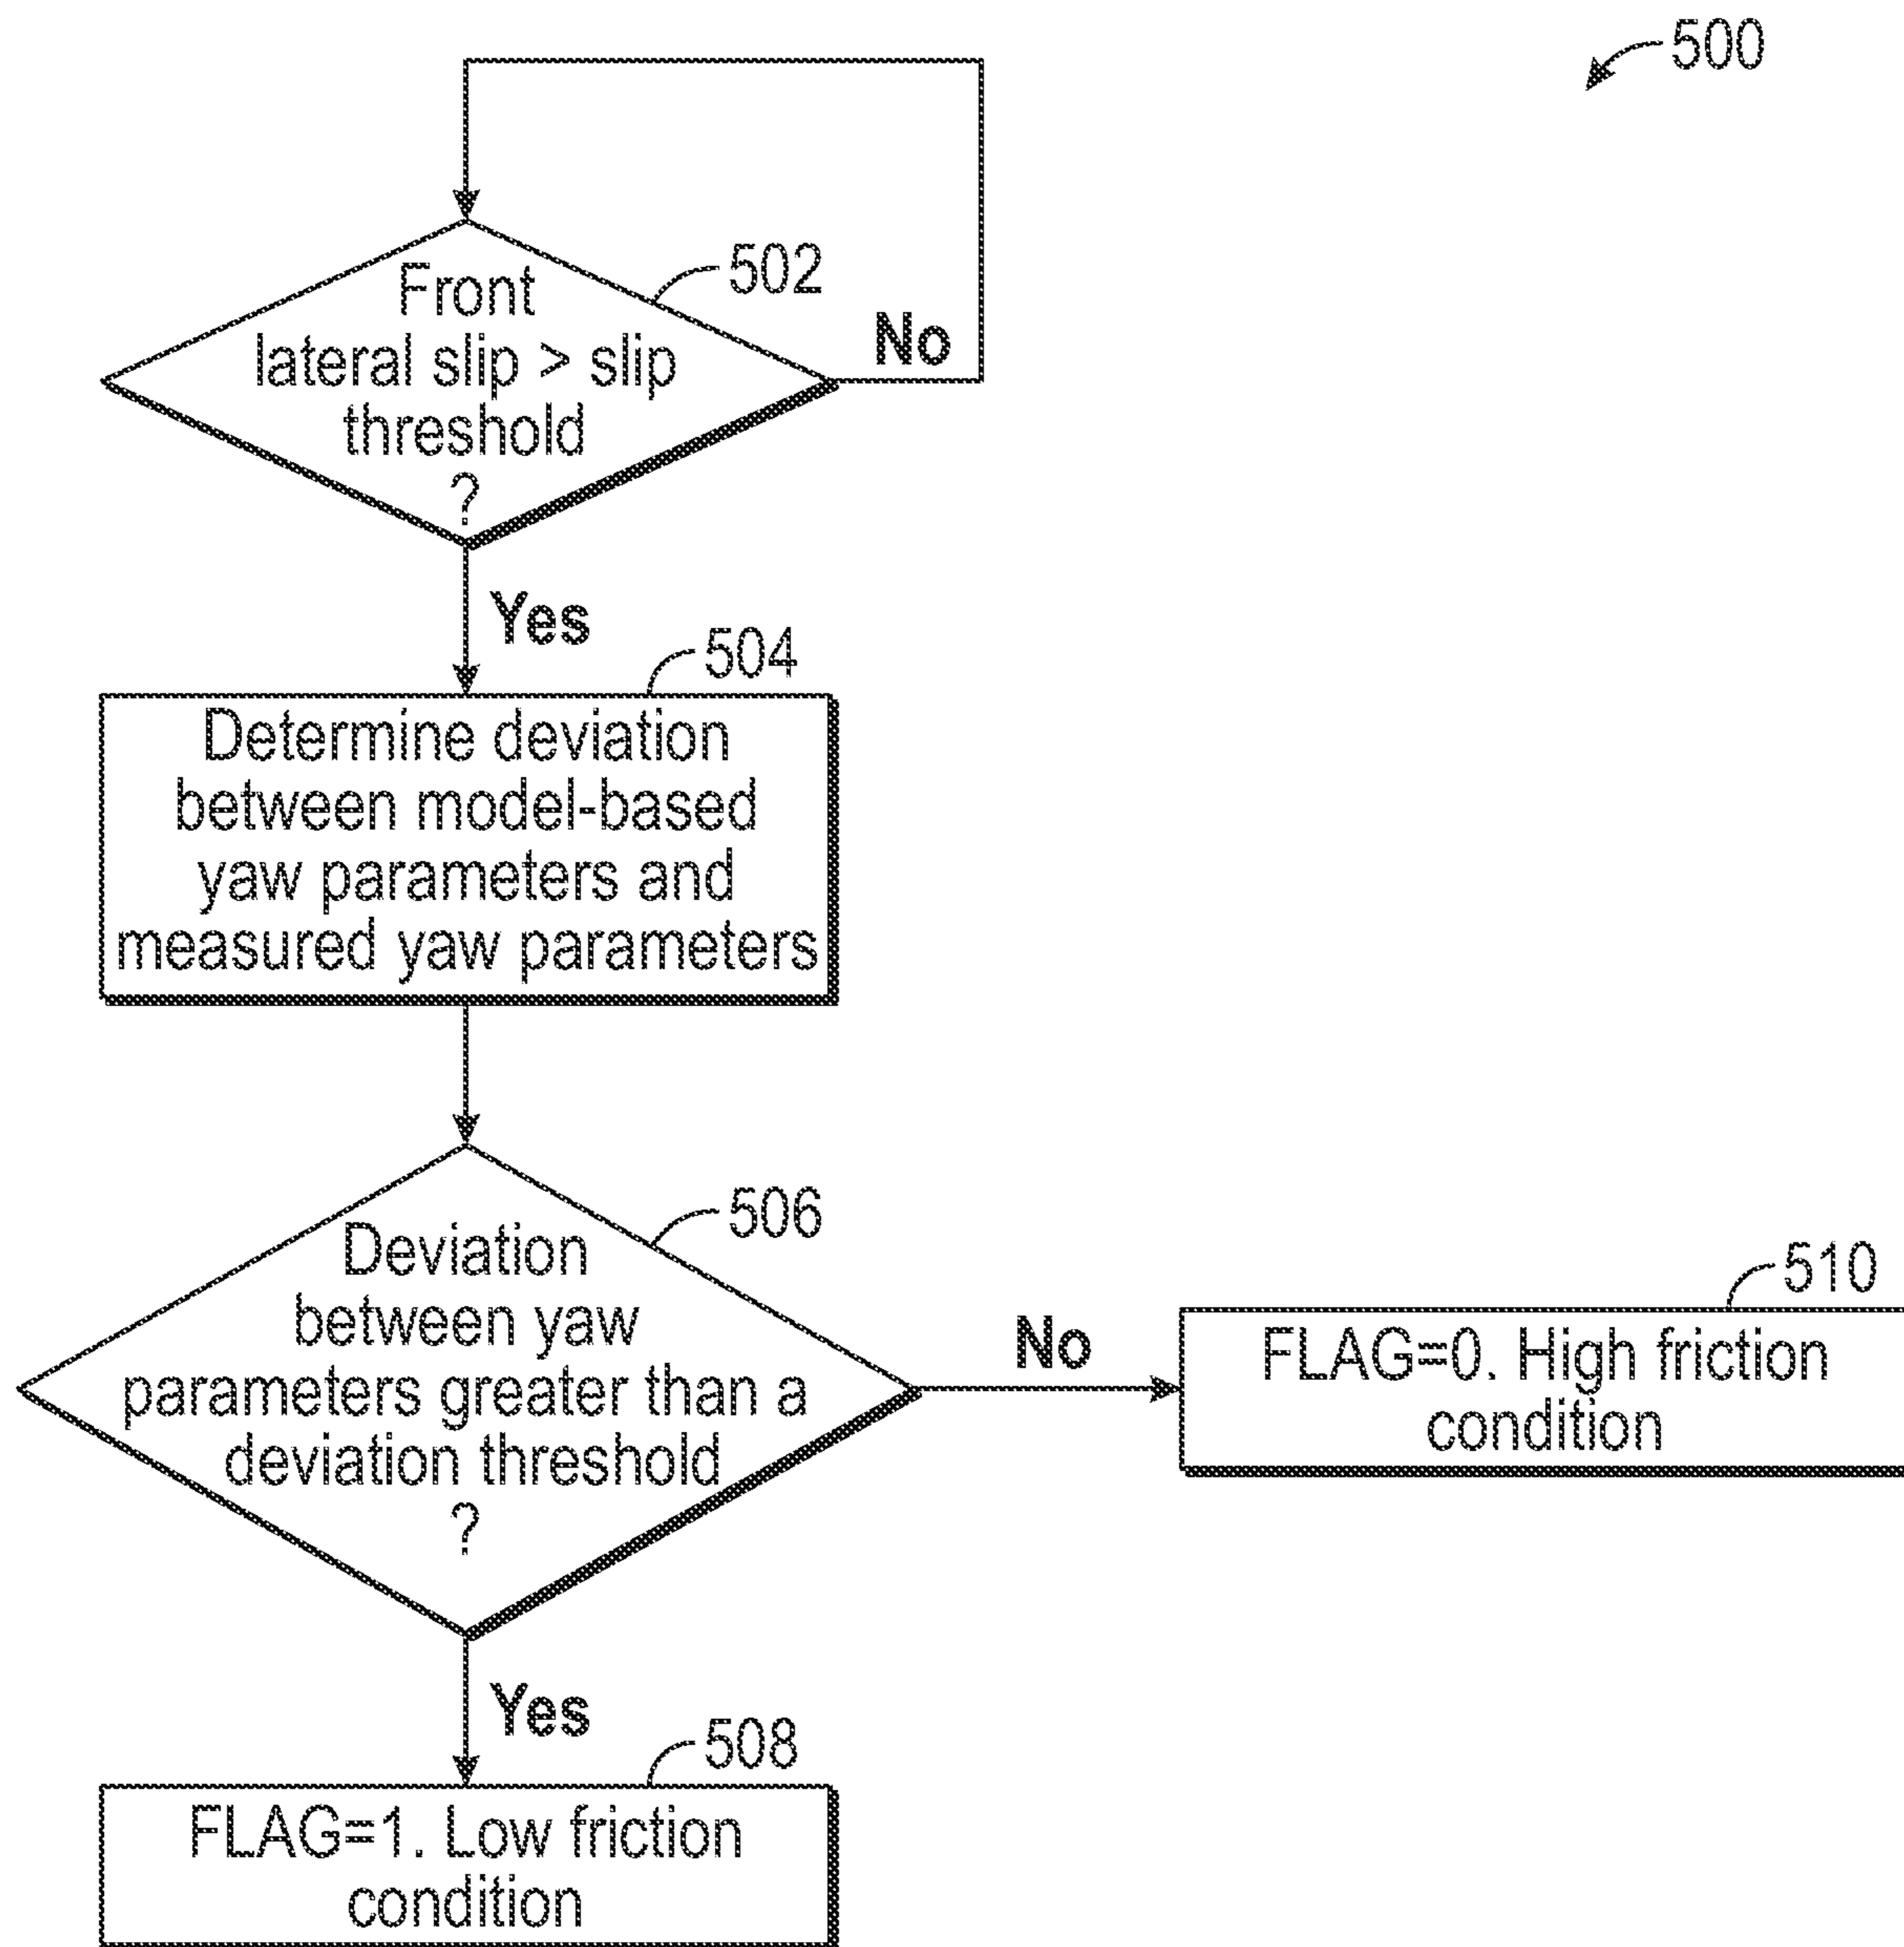 500
Front
lateral slip > slip
threshold
?
502
No
Yes
504
Determine deviation
between model-based
yaw parameters and
measured yaw parameters
506
Deviation
between yaw
parameters greater than a
deviation threshold
?
No
510
FLAG=0. High friction
condition
Yes
508
FLAG=1. Low friction
condition